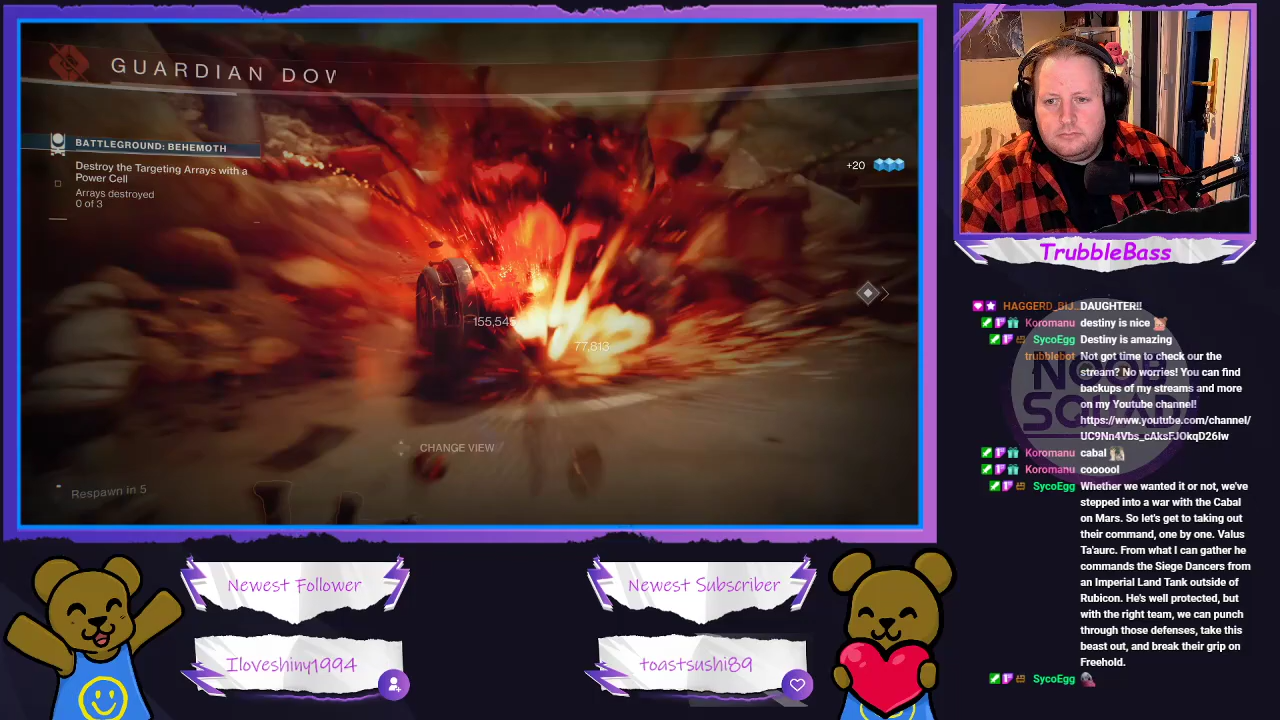 GUARDIAN DOW
BATTLEGROUND: BEHEMOTH
Destroy the Targeting Arrays with a
Power Cell
Arrays destroyed
0 of 3
+20
155,545
77,613
CHANGE VIEW
Respawn in 5
TrubbleBass
HAGGERD_BIJ... DAUGHTER!!
Koromanu destiny is nice
SycoEgg Destiny is amazing
trubblebot Not got time to check our the
stream? No worries! You can find
backups of my streams and more
on my Youtube channel!
https://www.youtube.com/channel/
UC9Nn4Vbs_cAksFJOkqD26Iw
Koromanu cabal
Koromanu coooool
SycoEgg Whether we wanted it or not, we've
stepped into a war with the Cabal
on Mars. So let's get to taking out
their command, one by one. Valus
Ta'aurc. From what I can gather he
commands the Siege Dancers from
an Imperial Land Tank outside of
Rubicon. He's well protected, but
with the right team, we can punch
through those defenses, take this
beast out, and break their grip on
Freehold.
SycoEgg
NOOB
SQUAD
Newest Follower
Iloveshiny1994
Newest Subscriber
toastsushi89